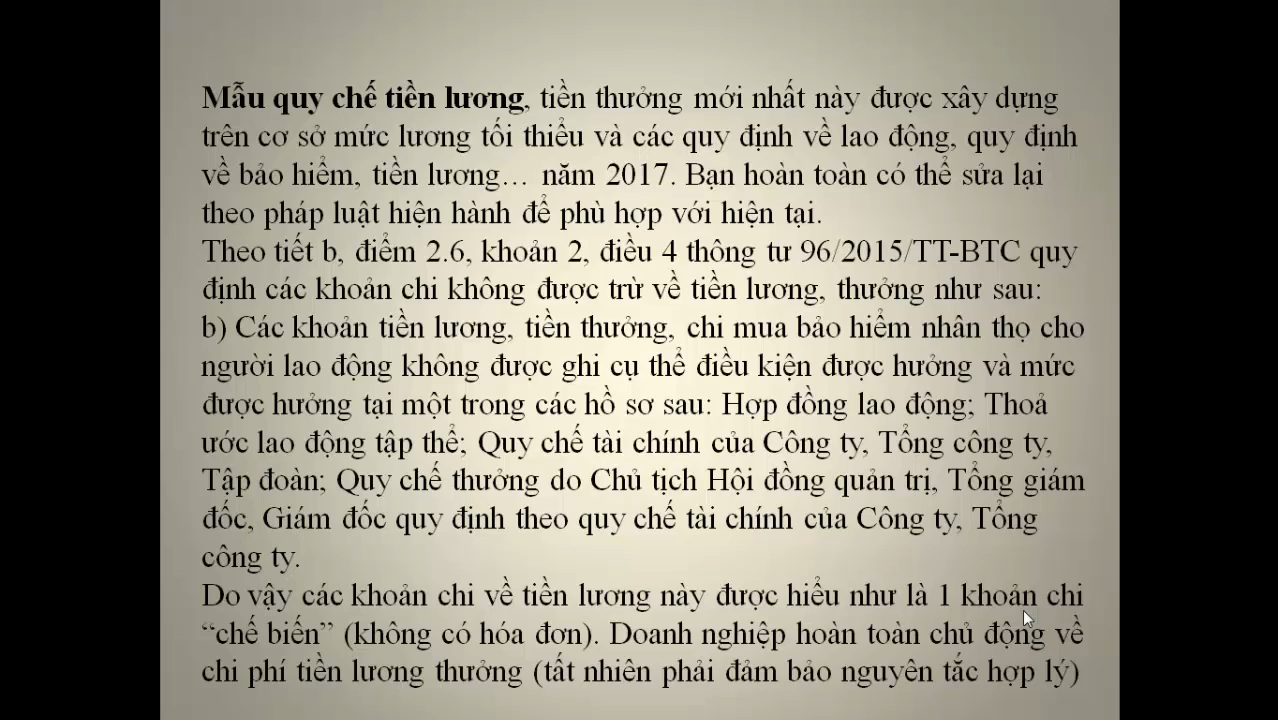 Mẫu quy chế tiền lương, tiền thưởng mới nhất này được xây dựng
trên cơ sở mức lương tối thiểu và các quy định về lao động, quy định
về bảo hiểm, tiền lương… năm 2017. Bạn hoàn toàn có thể sửa lại
theo pháp luật hiện hành để phù hợp với hiện tại.
Theo tiết b, điểm 2.6, khoản 2, điều 4 thông tư 96/2015/TT-BTC quy
định các khoản chi không được trừ về tiền lương, thưởng như sau:
b) Các khoản tiền lương, tiền thưởng, chi mua bảo hiểm nhân thọ cho
người lao động không được ghi cụ thể điều kiện được hưởng và mức
được hưởng tại một trong các hồ sơ sau: Hợp đồng lao động; Thoả
ước lao động tập thể; Quy chế tài chính của Công ty, Tổng công ty,
Tập đoàn; Quy chế thưởng do Chủ tịch Hội đồng quản trị, Tổng giám
đốc, Giám đốc quy định theo quy chế tài chính của Công ty, Tổng
công ty.
Do vậy các khoản chi về tiền lương này được hiểu như là 1 khoản chi
“chế biến” (không có hóa đơn). Doanh nghiệp hoàn toàn chủ động về
chi phí tiền lương thưởng (tất nhiên phải đảm bảo nguyên tắc hợp lý)